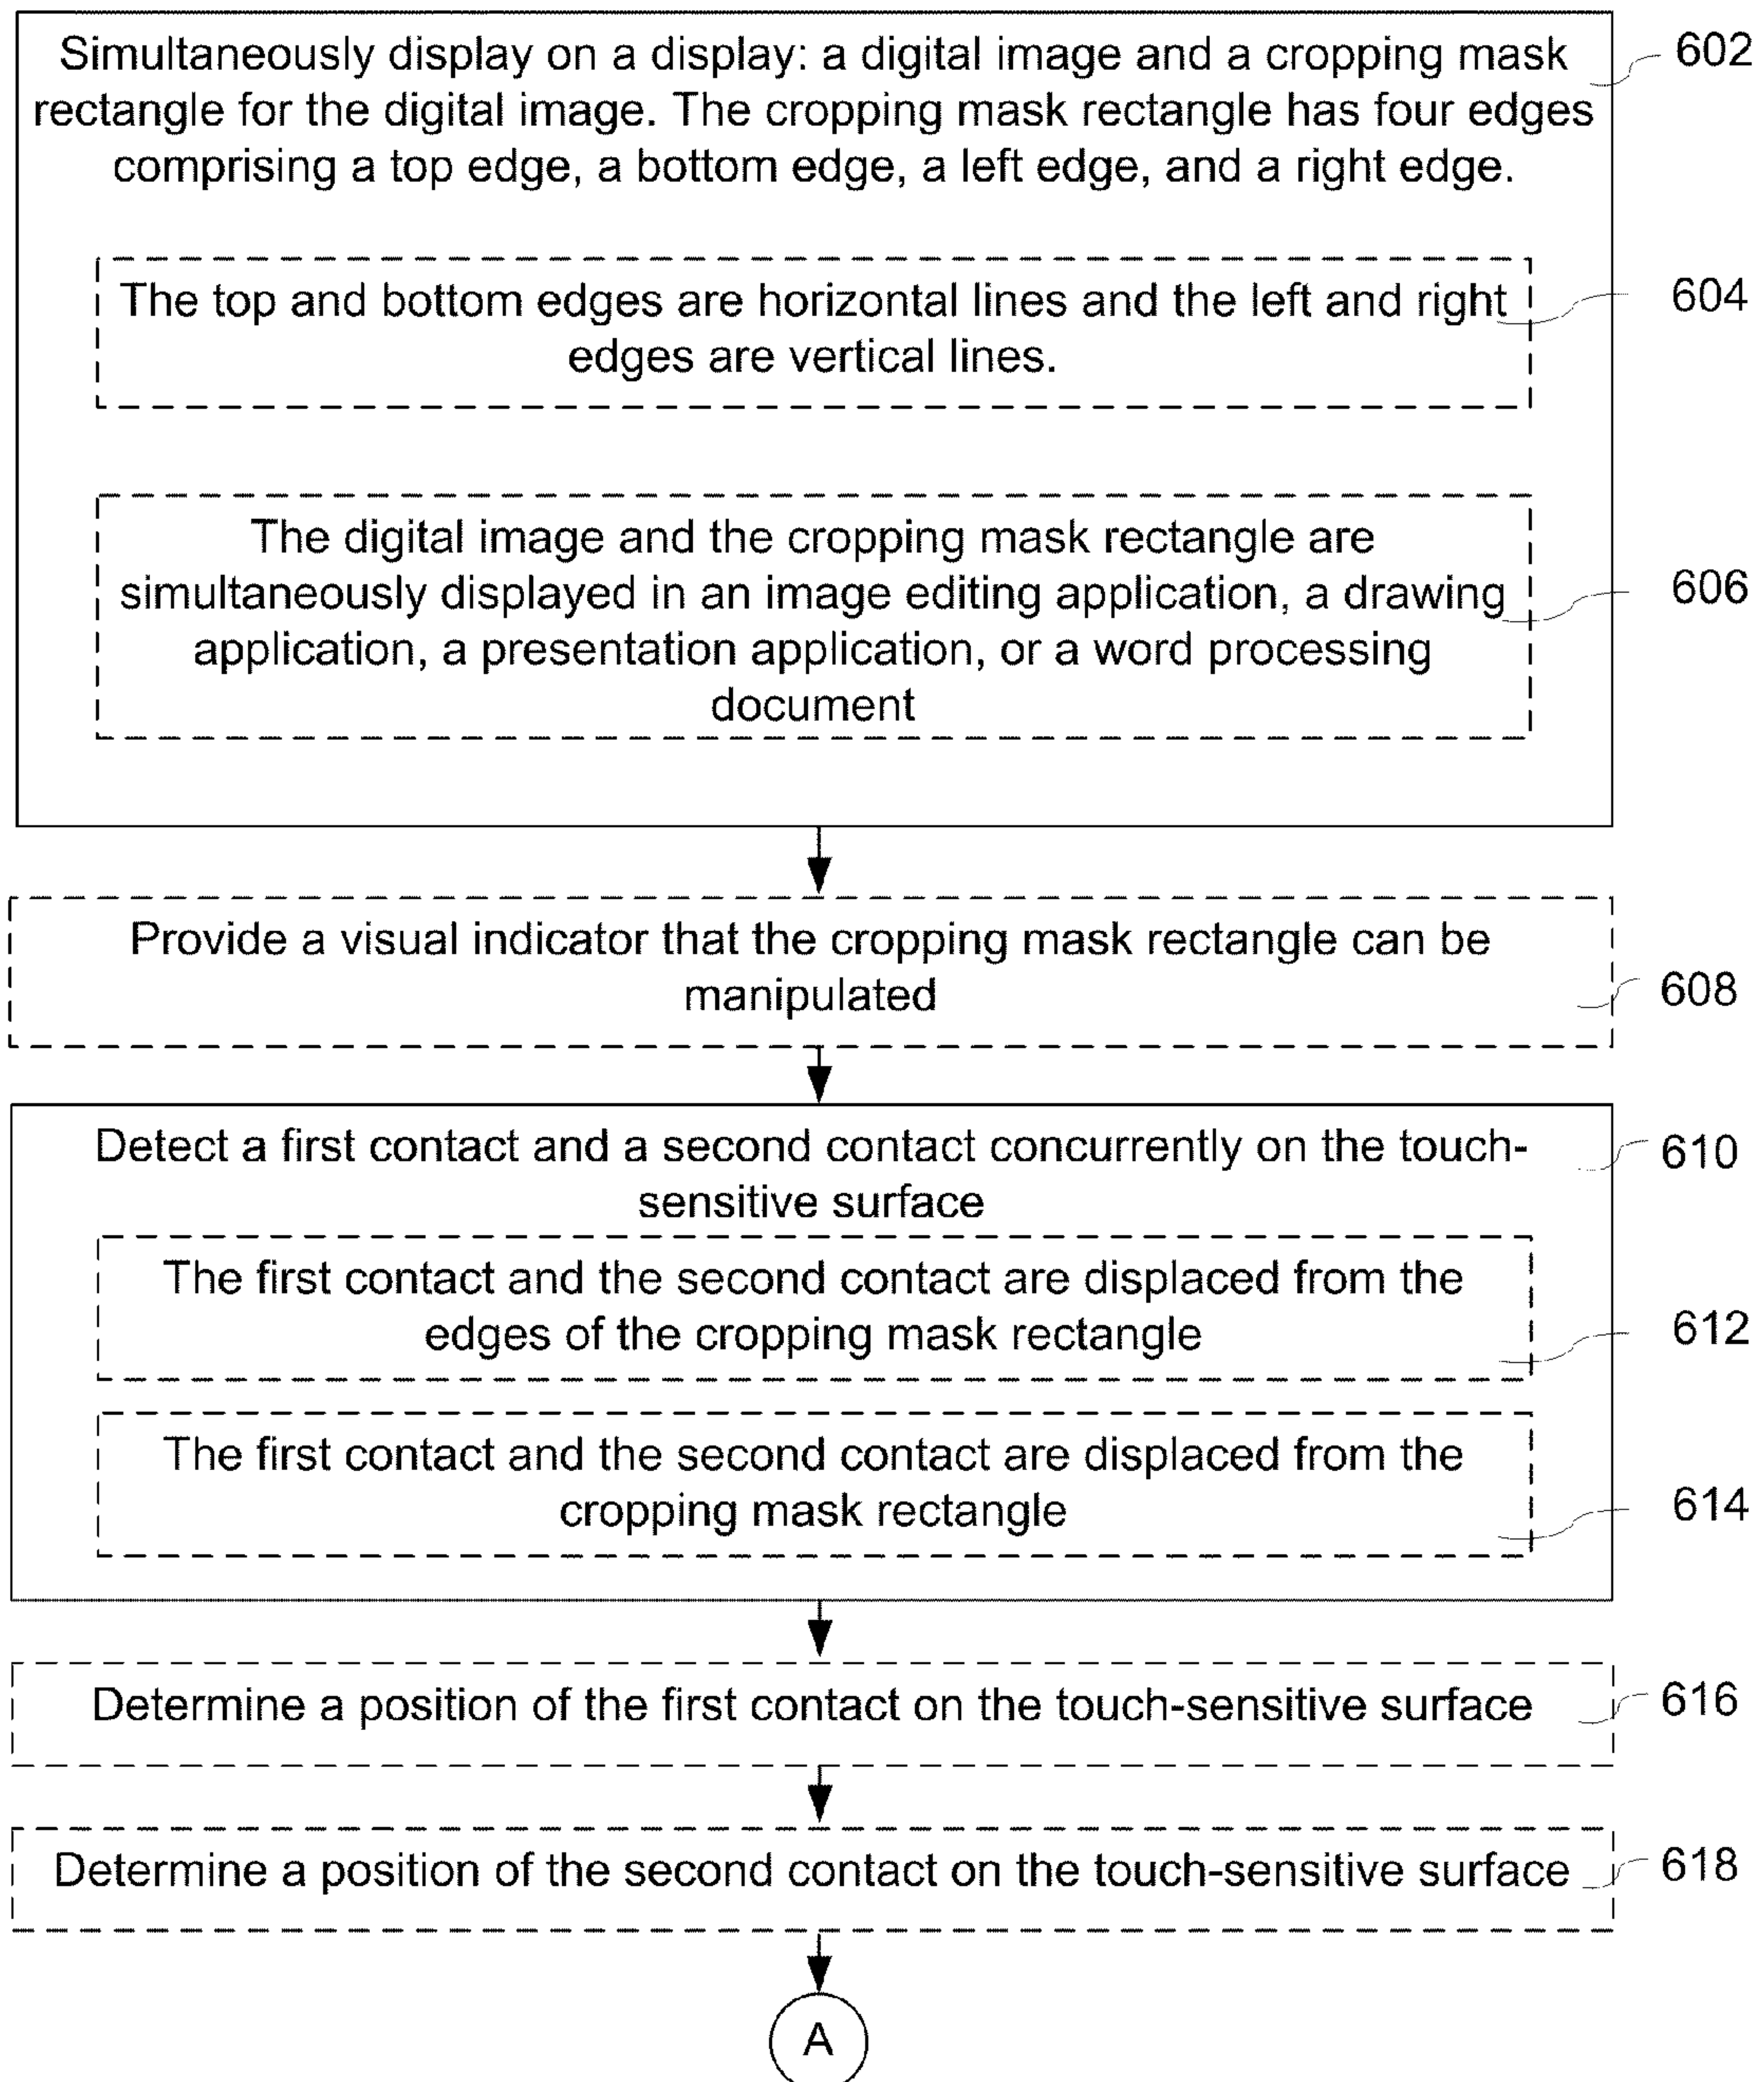 Simultaneously display on a display: a digital image and a cropping mask
rectangle for the digital image. The cropping mask rectangle has four edges
comprising a top edge, a bottom edge, a left edge, and a right edge.
602
The top and bottom edges are horizontal lines and the left and right
edges are vertical lines.
604
The digital image and the cropping mask rectangle are
simultaneously displayed in an image editing application, a drawing
application, a presentation application, or a word processing
document
606
Provide a visual indicator that the cropping mask rectangle can be
manipulated
608
Detect a first contact and a second contact concurrently on the touch-
sensitive surface
610
The first contact and the second contact are displaced from the
edges of the cropping mask rectangle
612
The first contact and the second contact are displaced from the
cropping mask rectangle
614
Determine a position of the first contact on the touch-sensitive surface
616
Determine a position of the second contact on the touch-sensitive surface
618
A